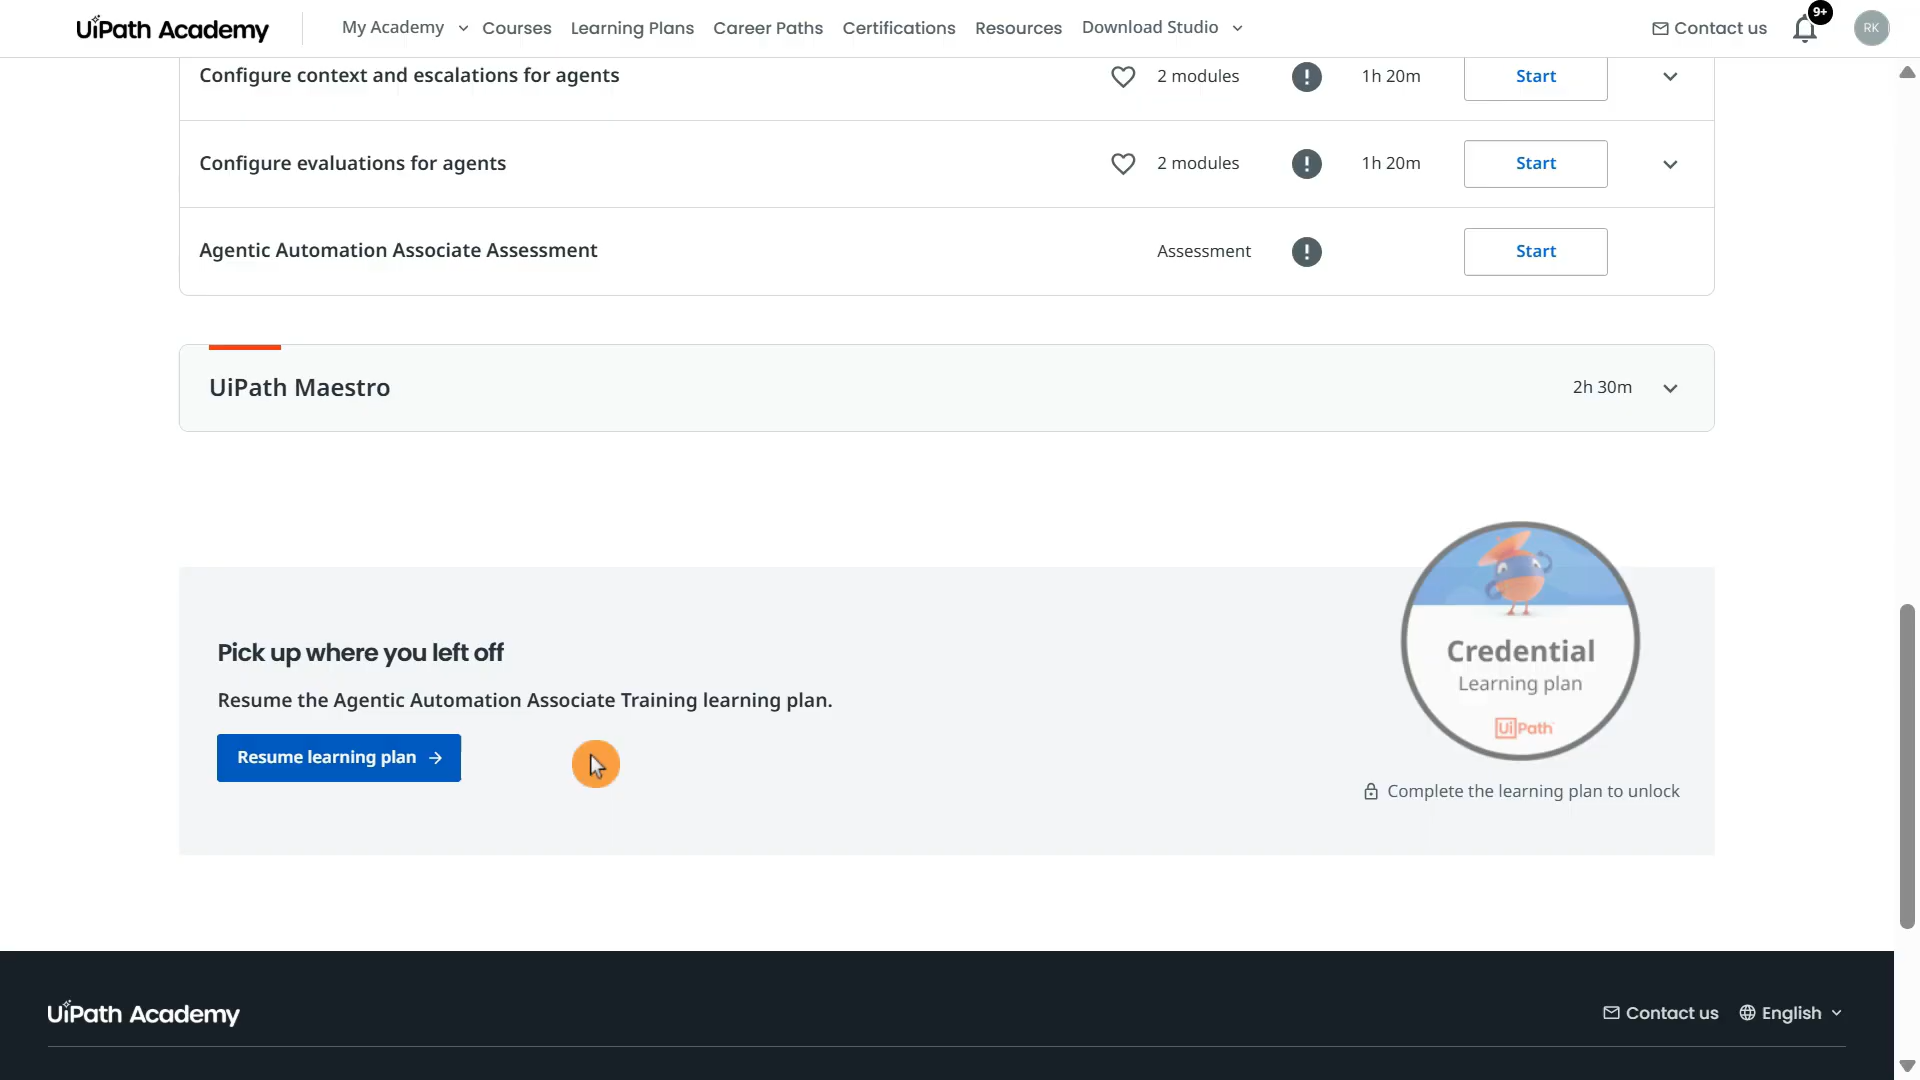 UiPath Academy
My Academy Courses Learning Plans Career Paths Certifications Resources Download Studio Contact us 9+ RK
Configure context and escalations for agents 2 modules 1h 20m Start
Configure evaluations for agents 2 modules 1h 20m Start
Agentic Automation Associate Assessment Assessment Start
UiPath Maestro 2h 30m
Credential
Learning plan
UiPath
Complete the learning plan to unlock
Pick up where you left off
Resume the Agentic Automation Associate Training learning plan.
Resume learning plan →
UiPath Academy
Contact us English